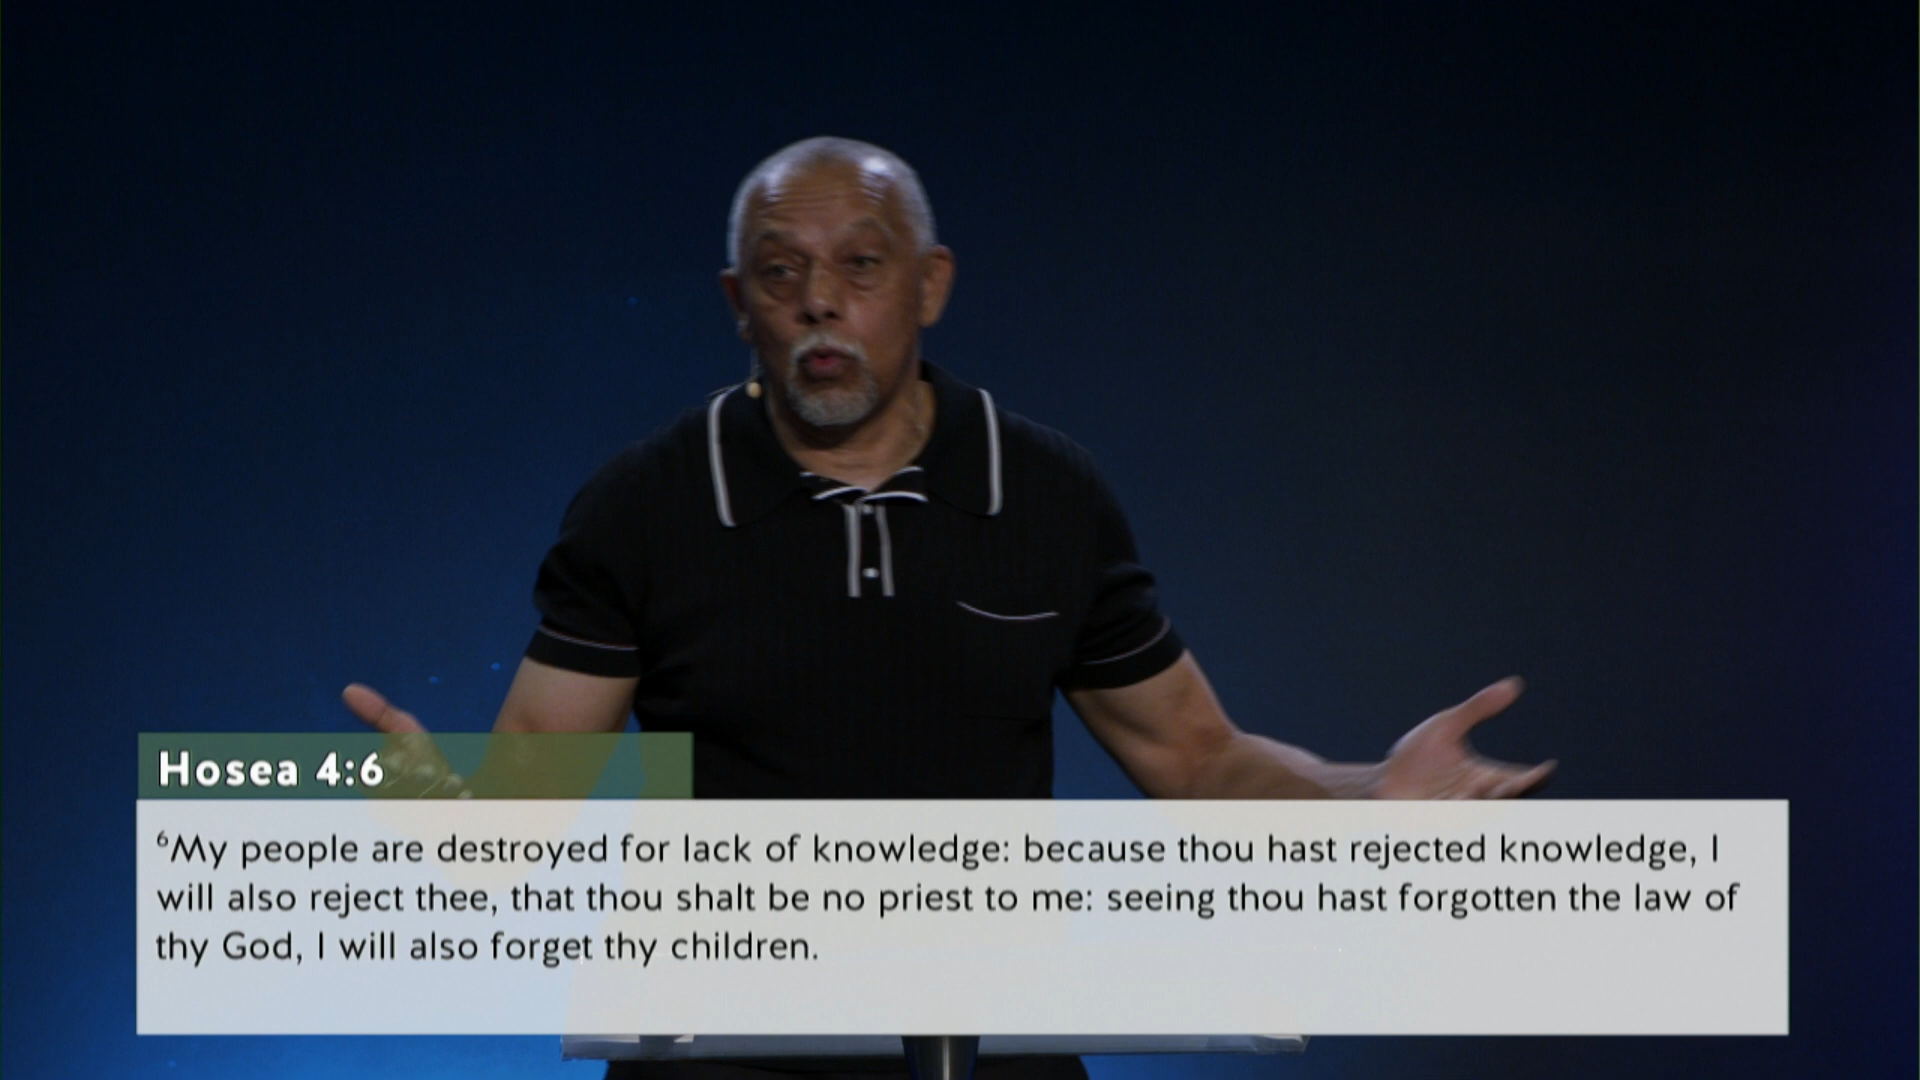 Hosea 4:6
⁶My people are destroyed for lack of knowledge: because thou hast rejected knowledge, I
will also reject thee, that thou shalt be no priest to me: seeing thou hast forgotten the law of
thy God, I will also forget thy children.